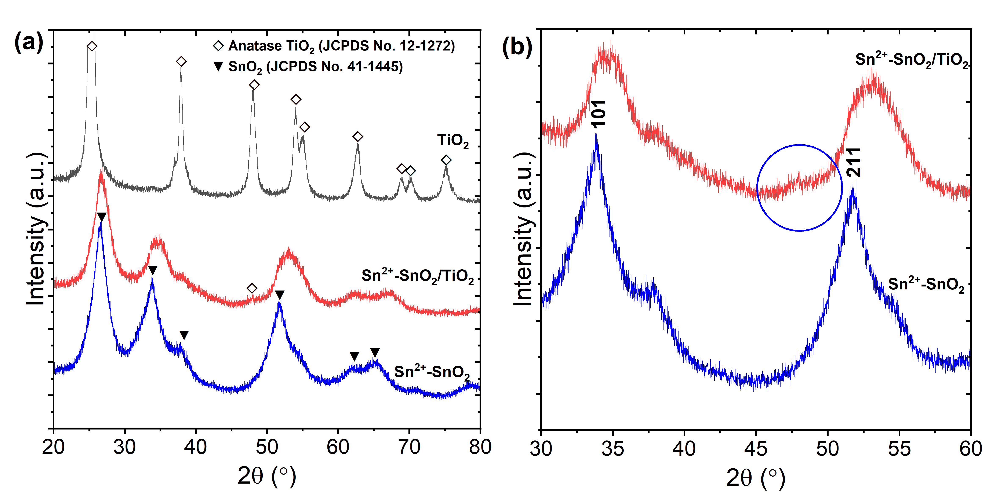 (a)
◇ Anatase TiO₂ (JCPDS No. 12-1272)
▼ SnO₂ (JCPDS No. 41-1445)
TiO₂
Sn²⁺-SnO₂/TiO₂
Sn²⁺-SnO₂
Intensity (a.u.)
20 30 40 50 60 70 80
2θ (°)
(b)
Sn²⁺-SnO₂/TiO₂
101
211
Sn²⁺-SnO₂
Intensity (a.u.)
30 35 40 45 50 55 60
2θ (°)